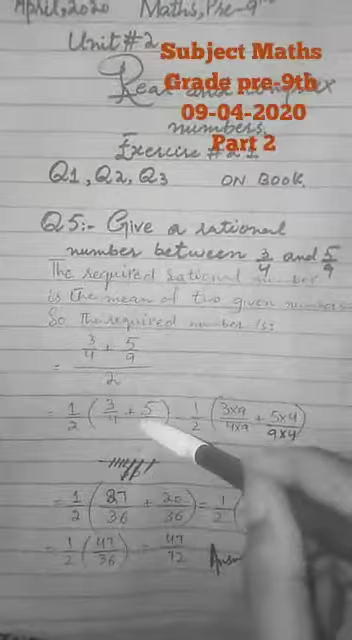 April, 2020 Maths, Pre-9th
Unit # 2
Subject Maths
Grade pre-9th
09-04-2020
Part 2
Real and complex
numbers.
Exercise # 2.1
Q1, Q2, Q3 ON BOOK.
Q5:- Give a rational
number between 3/4 and 5/9
The required rational number
is the mean of two given numbers
So the required number is:
= (3/4 + 5/9)/2
= 1/2 ( 3/4 + 5 ) 1/2 ( 3×9/4×9 + 5×4/9×4 )
= 1/2 ( 27/36 + 20/36 ) = 1/2 (
= 1/2 ( 47/36 ) = 47/72 Answ